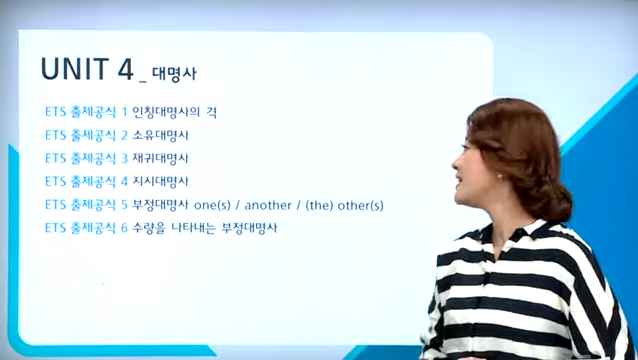 UNIT 4_ 대명사
ETS 출제공식 1 인칭대명사의 격
ETS 출제공식 2 소유대명사
ETS 출제공식 3 재귀대명사
ETS 출제공식 4 지시대명사
ETS 출제공식 5 부정대명사 one(s) / another / (the) other(s)
ETS 출제공식 6 수량을 나타내는 부정대명사